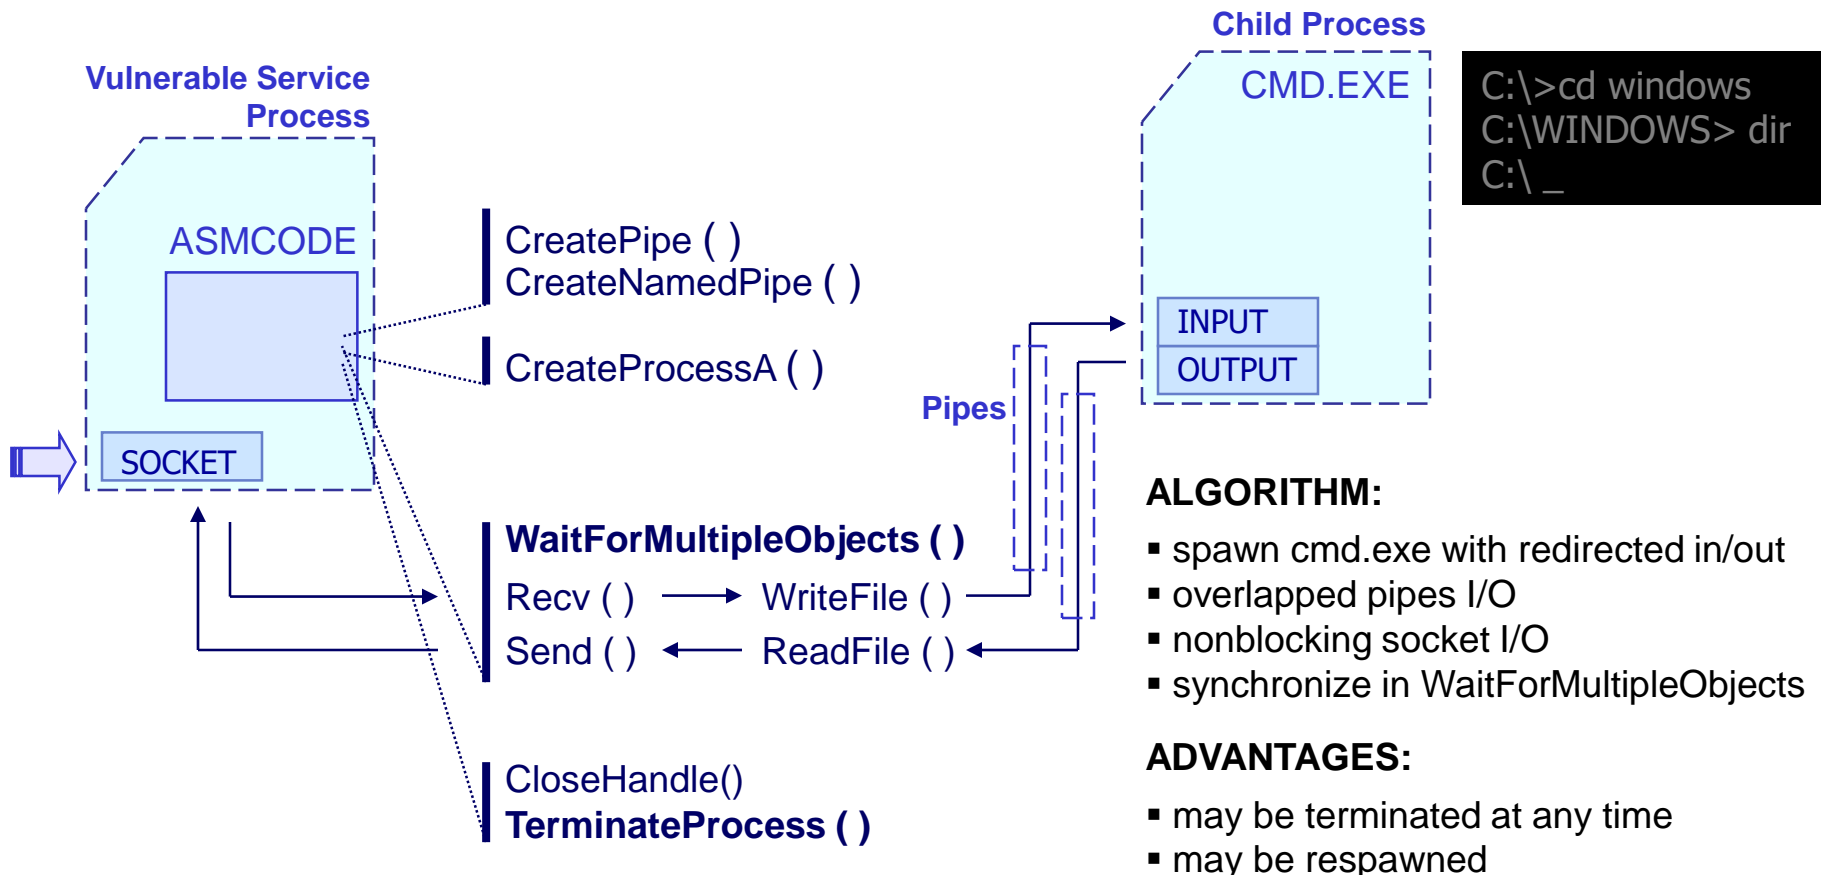 Vulnerable Service
Process
ASMCODE
SOCKET
CreatePipe ( )
CreateNamedPipe ( )
CreateProcessA ( )
WaitForMultipleObjects ( )
Recv ( ) WriteFile ( )
Send ( ) ReadFile ( )
CloseHandle()
TerminateProcess ( )
Pipes
Child Process
CMD.EXE
INPUT
OUTPUT
C:\>cd windows
C:\WINDOWS> dir
C:\ _
ALGORITHM:
▪ spawn cmd.exe with redirected in/out
▪ overlapped pipes I/O
▪ nonblocking socket I/O
▪ synchronize in WaitForMultipleObjects
ADVANTAGES:
▪ may be terminated at any time
▪ may be respawned